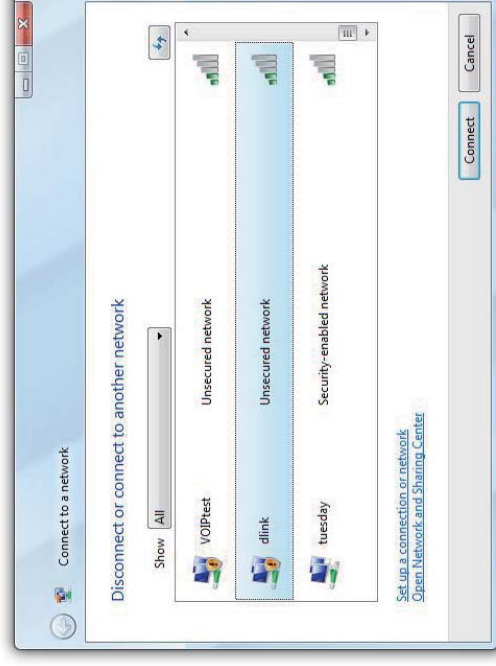 Connect to a network
Disconnect or connect to another network
Show All
VOIPtest Unsecured network
dlink Unsecured network
tuesday Security-enabled network
Set up a connection or network
Open Network and Sharing Center
Connect Cancel